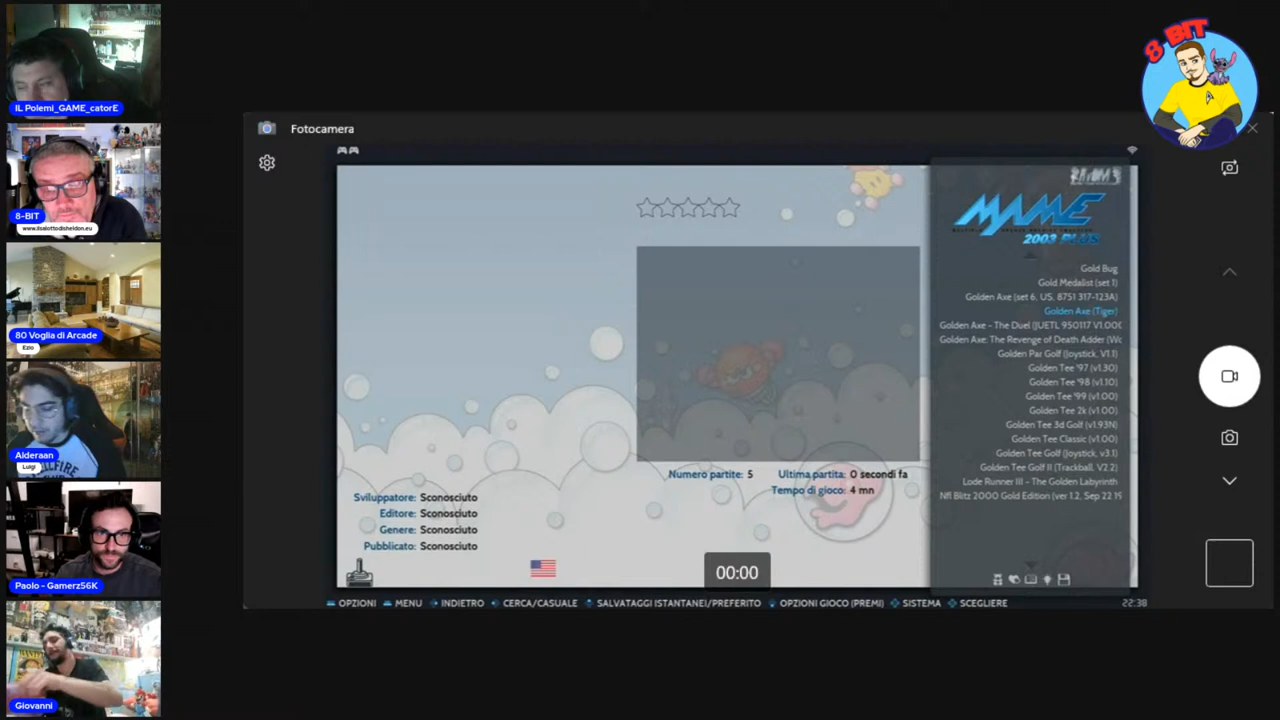 IL Polemi_GAME_catorE
8-BIT
www.ilsalottodisheldon.eu
80 Voglia di Arcade
Ezio
Alderaan
Luigi
Paolo - Gamerz56K
Giovanni
8-BIT
Fotocamera
MAME
2003 PLUS
Gold Bug
Gold Medalist (set 1)
Golden Axe (set 6, US, 8751 317-123A)
Golden Axe (Tiger)
Golden Axe - The Duel (JUETL 950117 V1.000
Golden Axe: The Revenge of Death Adder (Wo
Golden Par Golf (Joystick, V1.1)
Golden Tee '97 (v1.30)
Golden Tee '98 (v1.10)
Golden Tee '99 (v1.00)
Golden Tee 2k (v1.00)
Golden Tee 3d Golf (v1.93N)
Golden Tee Classic (v1.00)
Golden Tee Golf (Joystick, v3.1)
Golden Tee Golf II (Trackball, V2.2)
Lode Runner III - The Golden Labyrinth
Nfl Blitz 2000 Gold Edition (ver 1.2, Sep 22 19
Numero partite: 5
Ultima partita: 0 secondi fa
Tempo di gioco: 4 mn
Sviluppatore: Sconosciuto
Editore: Sconosciuto
Genere: Sconosciuto
Pubblicato: Sconosciuto
00:00
OPZIONI MENU INDIETRO CERCA/CASUALE SALVATAGGI ISTANTANEI/PREFERITO OPZIONI GIOCO (PREMI) SISTEMA SCEGLIERE 22:38